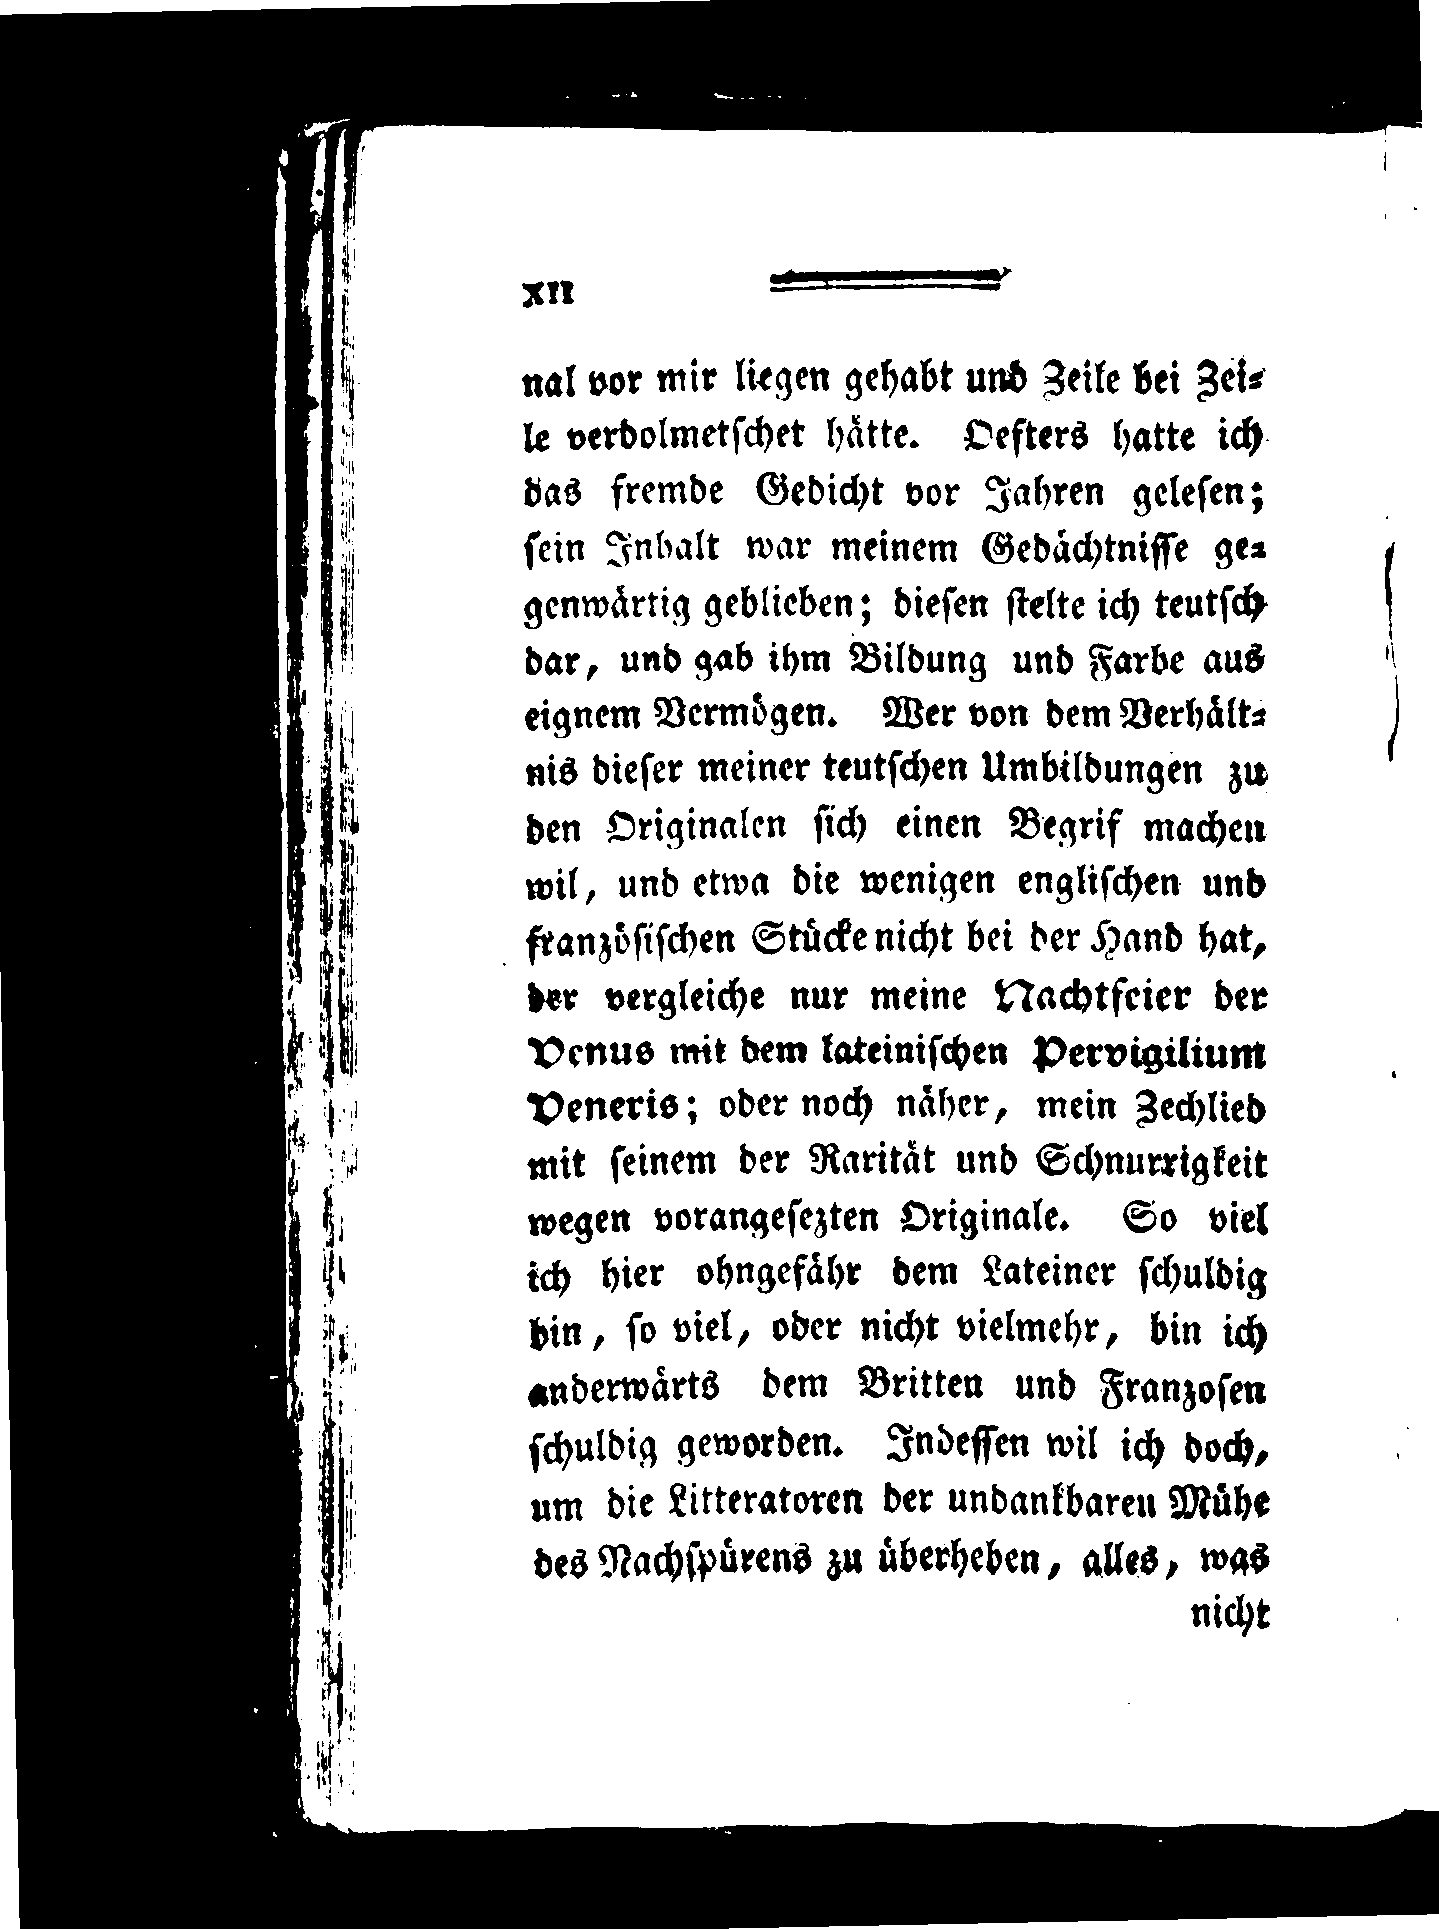 XII
nal vor mir liegen gehabt und Zeile bei Zei-
le verdolmetſchet hätte. Oefters hatte ich
das fremde Gedicht vor Jahren geleſen;
ſein Inhalt war meinem Gedächtniſſe ge-
genwärtig geblieben; dieſen ſtelte ich teutſch
dar, und gab ihm Bildung und Farbe aus
eignem Vermögen. Wer von dem Verhält-
nis dieſer meiner teutſchen Umbildungen zu
den Originalen ſich einen Begrif machen
wil, und etwa die wenigen engliſchen und
franzöſiſchen Stücke nicht bei der Hand hat,
der vergleiche nur meine Nachtfeier der
Venus mit dem lateiniſchen Pervigilium
Veneris; oder noch näher, mein Zechlied
mit ſeinem der Rarität und Schnurrigkeit
wegen vorangeſezten Originale. So viel
ich hier ohngefähr dem Lateiner ſchuldig
bin, ſo viel, oder nicht vielmehr, bin ich
anderwärts dem Britten und Franzoſen
ſchuldig geworden. Indeſſen wil ich doch,
um die Litteratoren der undankbaren Mühe
des Nachſpürens zu überheben, alles, was
nicht